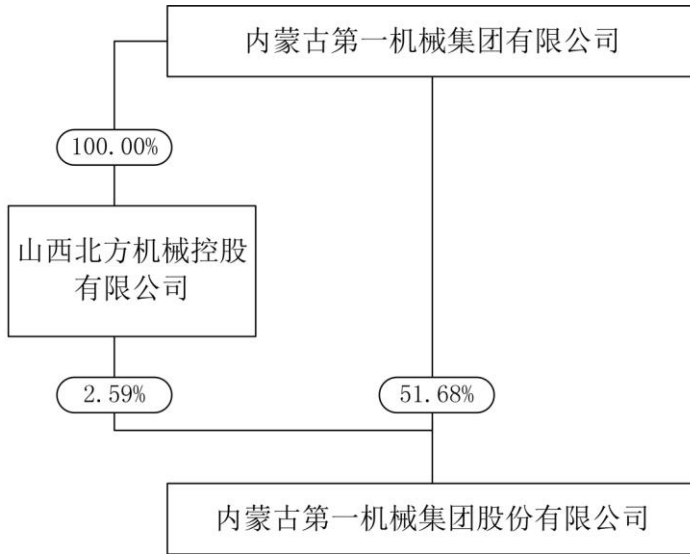 内蒙古第一机械集团有限公司
100.00%
山西北方机械控股
有限公司
2.59%
51.68%
内蒙古第一机械集团股份有限公司